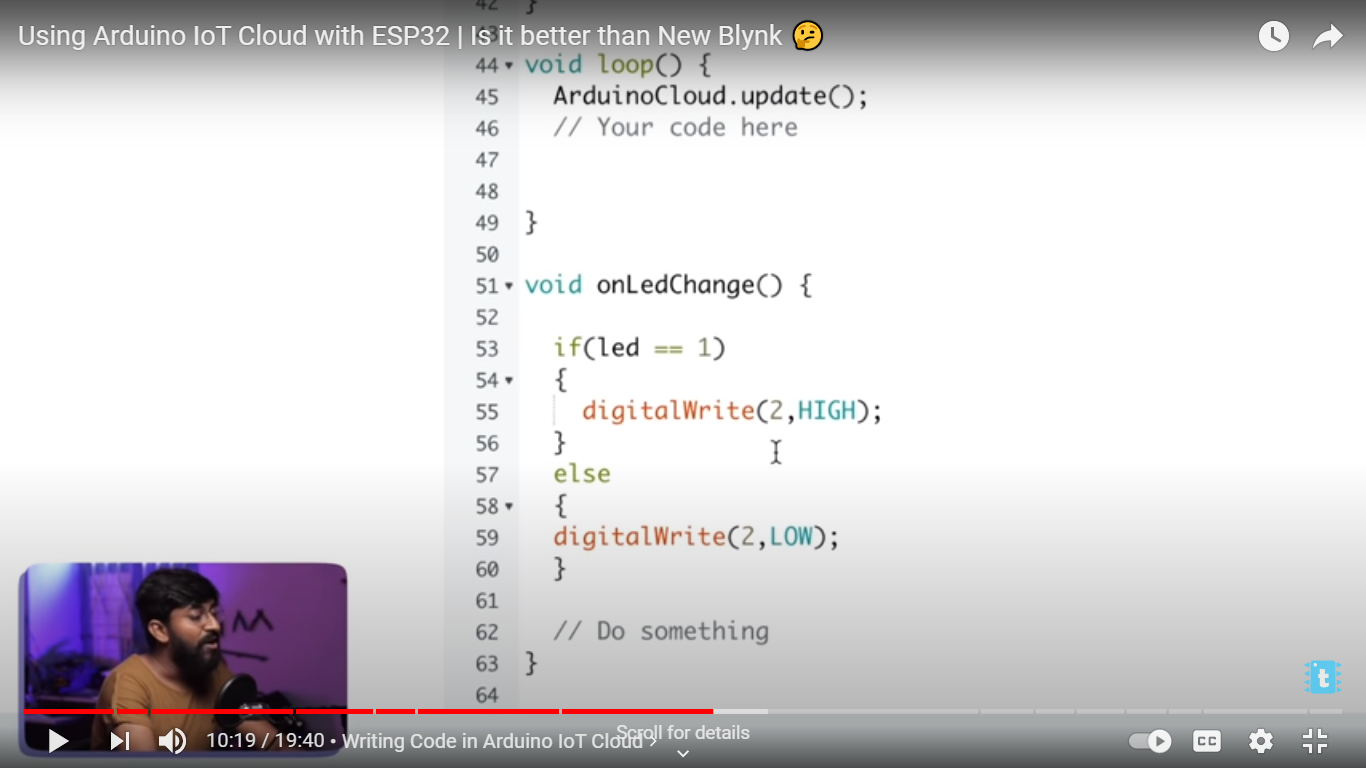 Using Arduino IoT Cloud with ESP32 | Is it better than New Blynk 🤔
42 }
43
44 void loop() {
45 ArduinoCloud.update();
46 // Your code here
47
48
49 }
50
51 void onLedChange() {
52
53 if(led == 1)
54 {
55 digitalWrite(2,HIGH);
56 }
57 else
58 {
59 digitalWrite(2,LOW);
60 }
61
62 // Do something
63 }
64
t
Scroll for details
10:19 / 19:40 • Writing Code in Arduino IoT Cloud >
CC